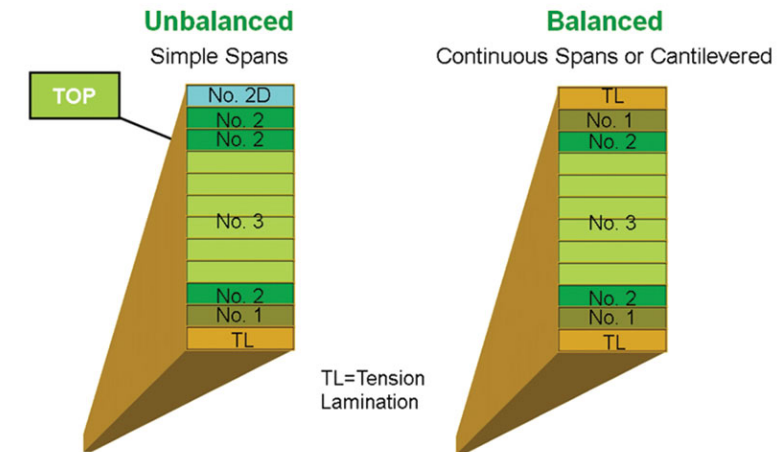 Unbalanced
Simple Spans
TOP
No. 2D
No. 2
No. 2
No. 3
No. 2
No. 1
TL
Balanced
Continuous Spans or Cantilevered
TL
No. 1
No. 2
No. 3
No. 2
No. 1
TL
TL=Tension
Lamination